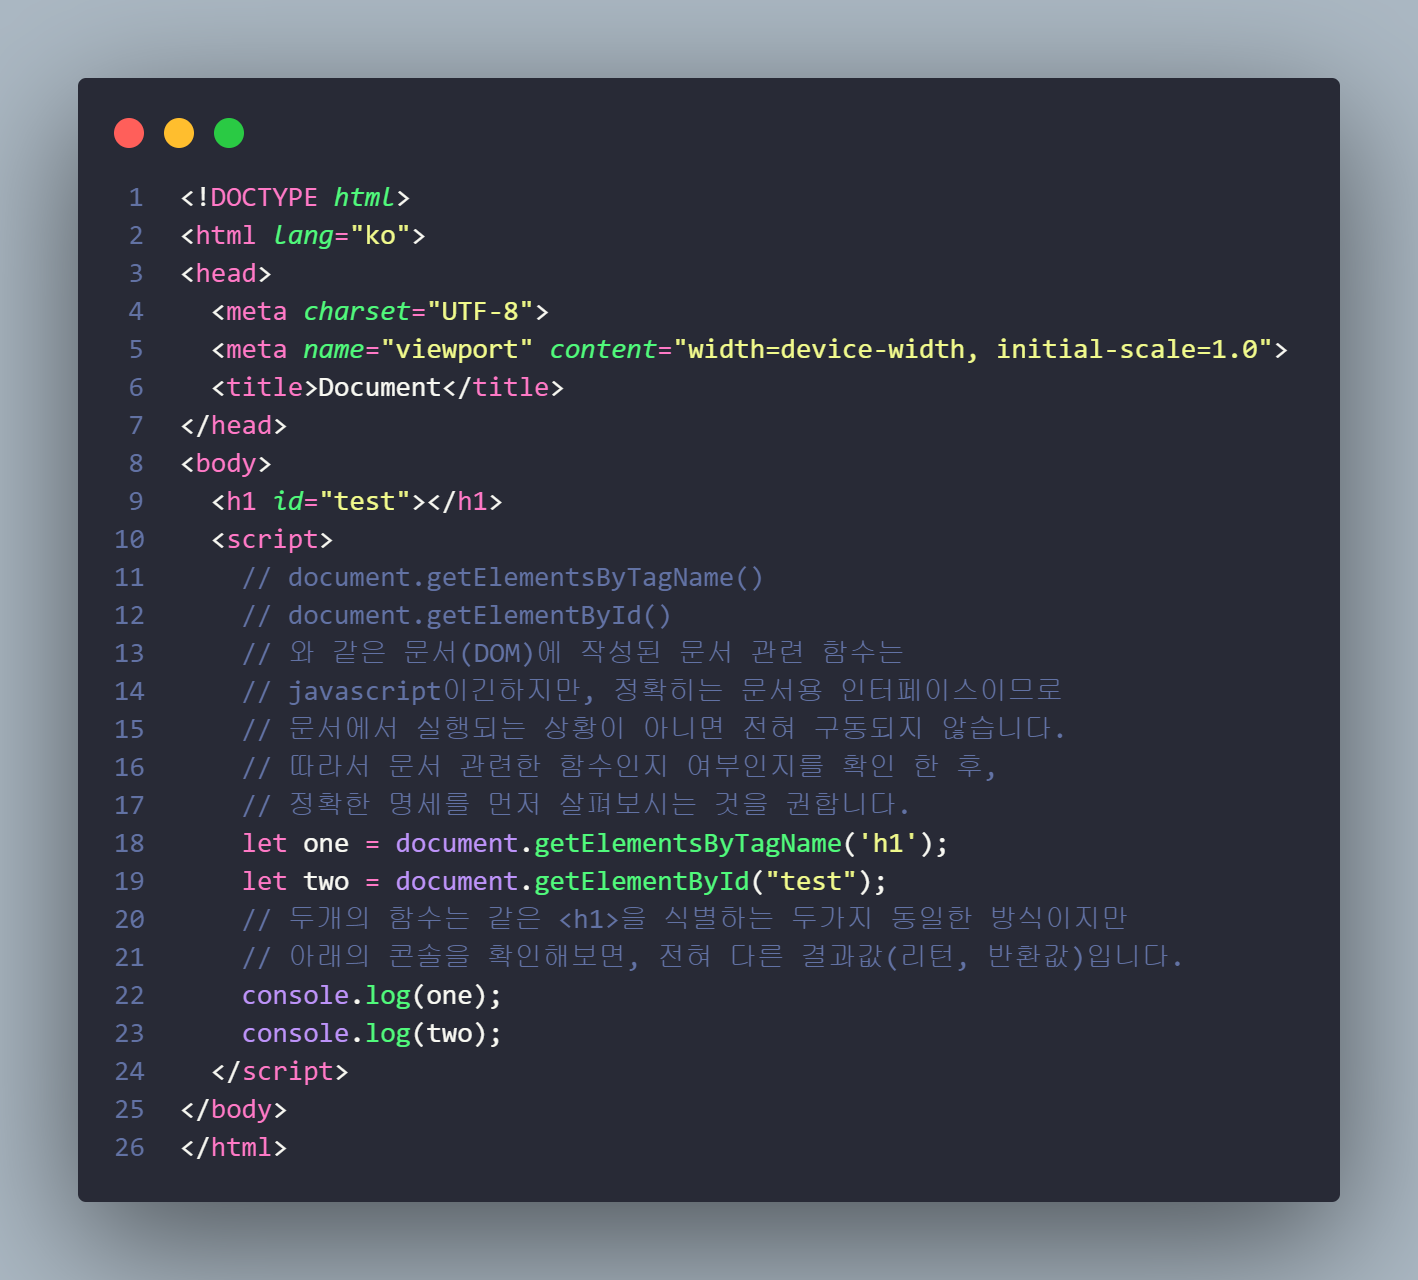 1 <!DOCTYPE html>
2 <html lang="ko">
3 <head>
4   <meta charset="UTF-8">
5   <meta name="viewport" content="width=device-width, initial-scale=1.0">
6   <title>Document</title>
7 </head>
8 <body>
9   <h1 id="test"></h1>
10   <script>
11     // document.getElementsByTagName()
12     // document.getElementById()
13     // 와 같은 문서(DOM)에 작성된 문서 관련 함수는
14     // javascript이긴하지만, 정확히는 문서용 인터페이스이므로
15     // 문서에서 실행되는 상황이 아니면 전혀 구동되지 않습니다.
16     // 따라서 문서 관련한 함수인지 여부인지를 확인 한 후,
17     // 정확한 명세를 먼저 살펴보시는 것을 권합니다.
18     let one = document.getElementsByTagName('h1');
19     let two = document.getElementById("test");
20     // 두개의 함수는 같은 <h1>을 식별하는 두가지 동일한 방식이지만
21     // 아래의 콘솔을 확인해보면, 전혀 다른 결과값(리턴, 반환값)입니다.
22     console.log(one);
23     console.log(two);
24   </script>
25 </body>
26 </html>